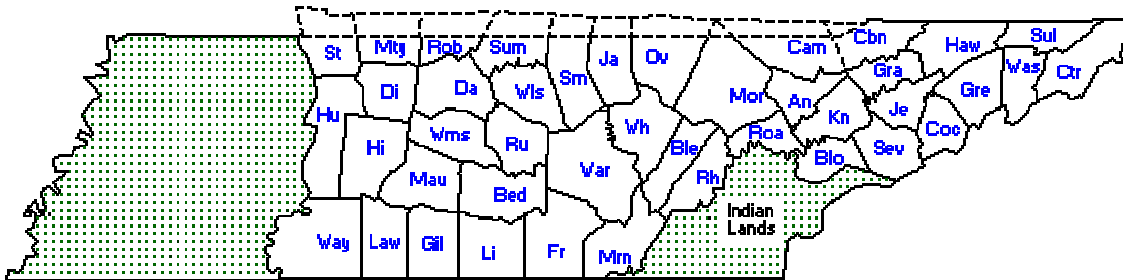 St
Mtg
Rob
Sum
Sm
Ja
Ov
Cam
Cbn
Haw
Sul
Di
Da
Wls
Mor
An
Gra
Gre
Was
Ctr
Hu
Hi
Wms
Ru
Wh
Ble
Roa
Kn
Je
Coc
Mau
Bed
War
Rh
Blo
Sev
Way
Law
Gil
Li
Fr
Mrn
Indian
Lands